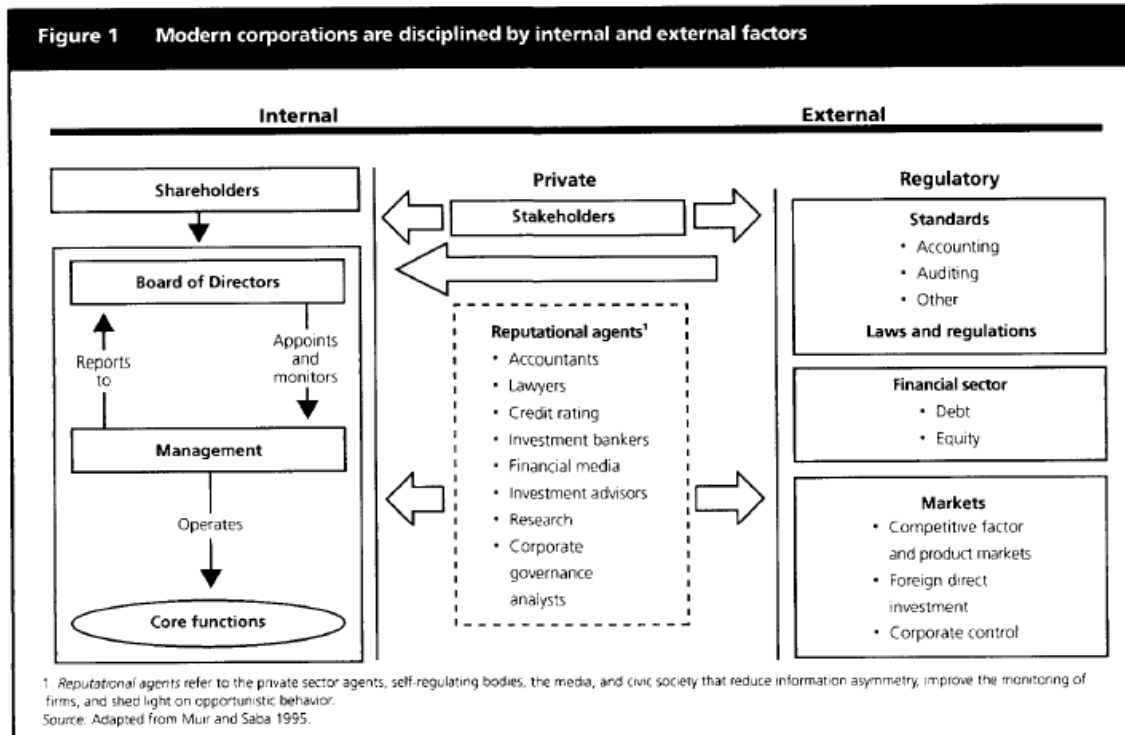 Figure 1 Modern corporations are disciplined by internal and external factors
Internal
External
Shareholders
Board of Directors
Reports
to
Appoints
and
monitors
Management
Operates
Core functions
Private
Stakeholders
Reputational agents¹
• Accountants
• Lawyers
• Credit rating
• Investment bankers
• Financial media
• Investment advisors
• Research
• Corporate
governance
analysts
Regulatory
Standards
• Accounting
• Auditing
• Other
Laws and regulations
Financial sector
• Debt
• Equity
Markets
• Competitive factor
and product markets
• Foreign direct
investment
• Corporate control
1. Reputational agents refer to the private sector agents, self-regulating bodies, the media, and civic society that reduce information asymmetry, improve the monitoring of
firms, and shed light on opportunistic behavior.
Source: Adapted from Muir and Saba 1995.